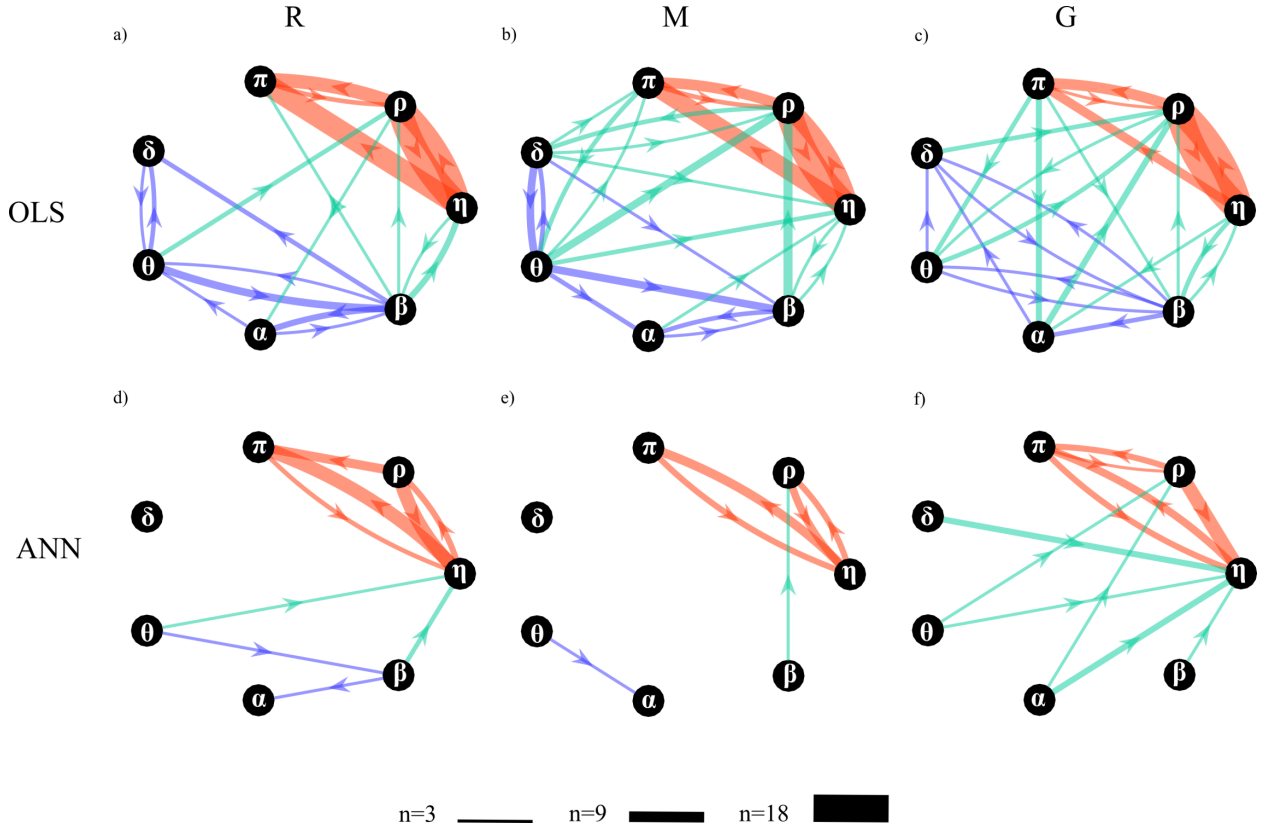 R
M
G
a)
b)
c)
π
ρ
δ
η
θ
β
α
π
ρ
δ
η
θ
β
α
π
ρ
δ
η
θ
β
α
OLS
d)
e)
f)
π
ρ
δ
η
θ
β
α
π
ρ
δ
η
θ
β
α
π
ρ
δ
η
θ
β
α
ANN
n=3
n=9
n=18